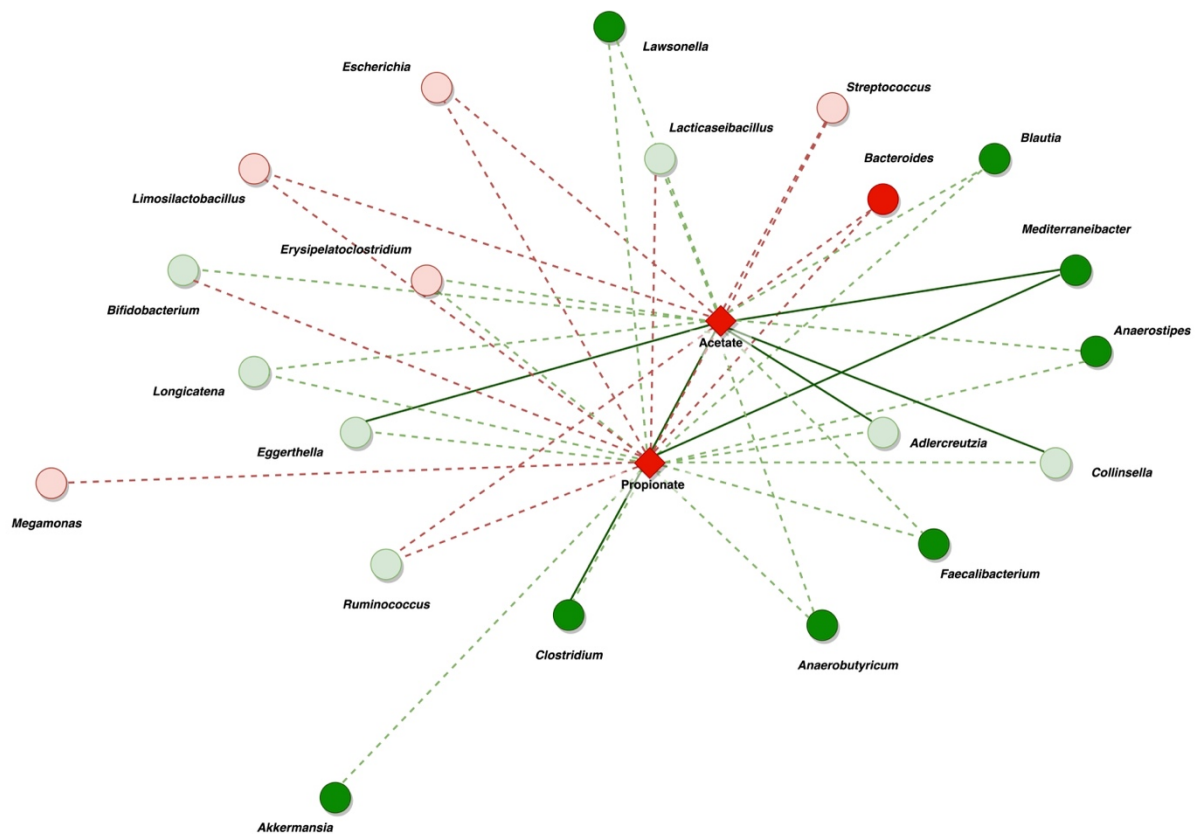 Lawsonella
Escherichia
Streptococcus
Lacticaseibacillus
Blautia
Bacteroides
Limosilactobacillus
Mediterraneibacter
Erysipelatoclostridium
Bifidobacterium
Anaerostipes
Acetate
Longicatena
Adlercreutzia
Eggerthella
Collinsella
Propionate
Megamonas
Faecalibacterium
Ruminococcus
Clostridium
Anaerobutyricum
Akkermansia